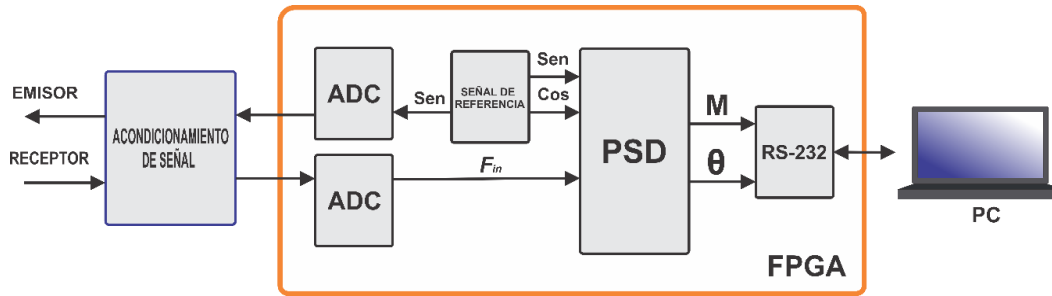 EMISOR
RECEPTOR
ACONDICIONAMIENTO
DE SEÑAL
ADC
Sen
SEÑAL DE
REFERENCIA
Sen
Cos
ADC
Fin
PSD
M
θ
RS-232
PC
FPGA